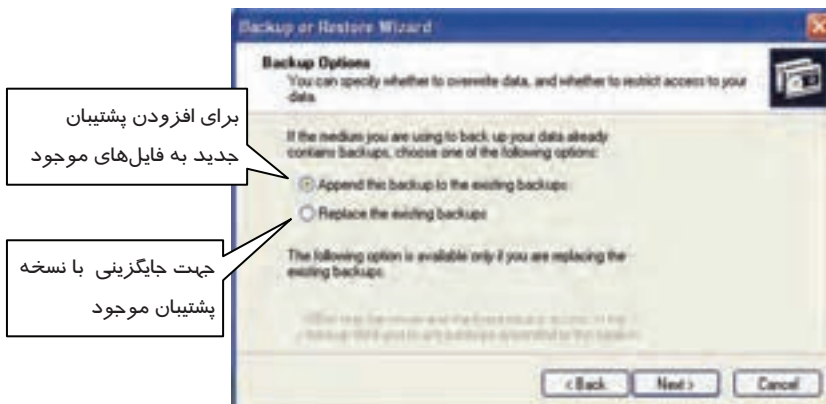 Backup or Restore Wizard
Backup Options
You can specify whether to overwrite data, and whether to restrict access to your
data.
برای افزودن پشتیبان
جدید به فایل‌های موجود
If the medium you are using to back up your data already
contains backups, choose one of the following options:
Append this backup to the existing backups
Replace the existing backups
جهت جایگزینی با نسخه
پشتیبان موجود
The following option is available only if you are replacing the
existing backups.
< Back
Next >
Cancel